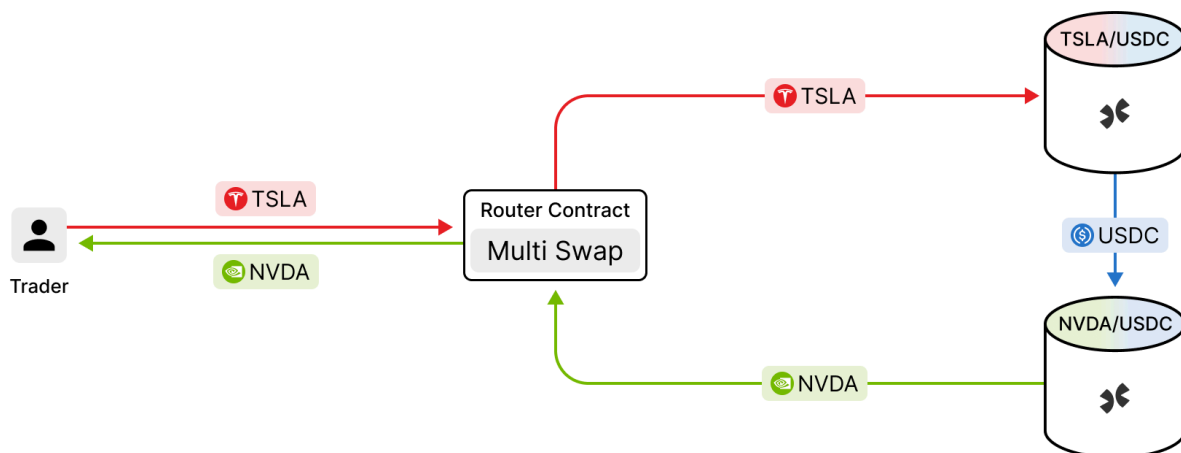 TSLA/USDC
TSLA
TSLA
Router Contract
Multi Swap
USDC
NVDA
Trader
NVDA/USDC
NVDA